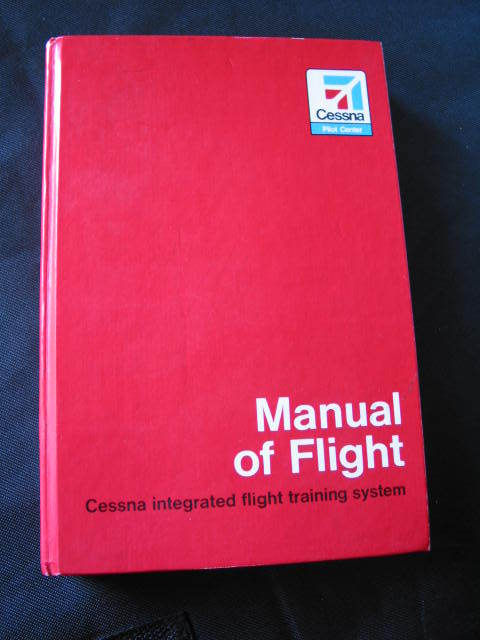 Cessna
Pilot Center
Manual
of Flight
Cessna integrated flight training system